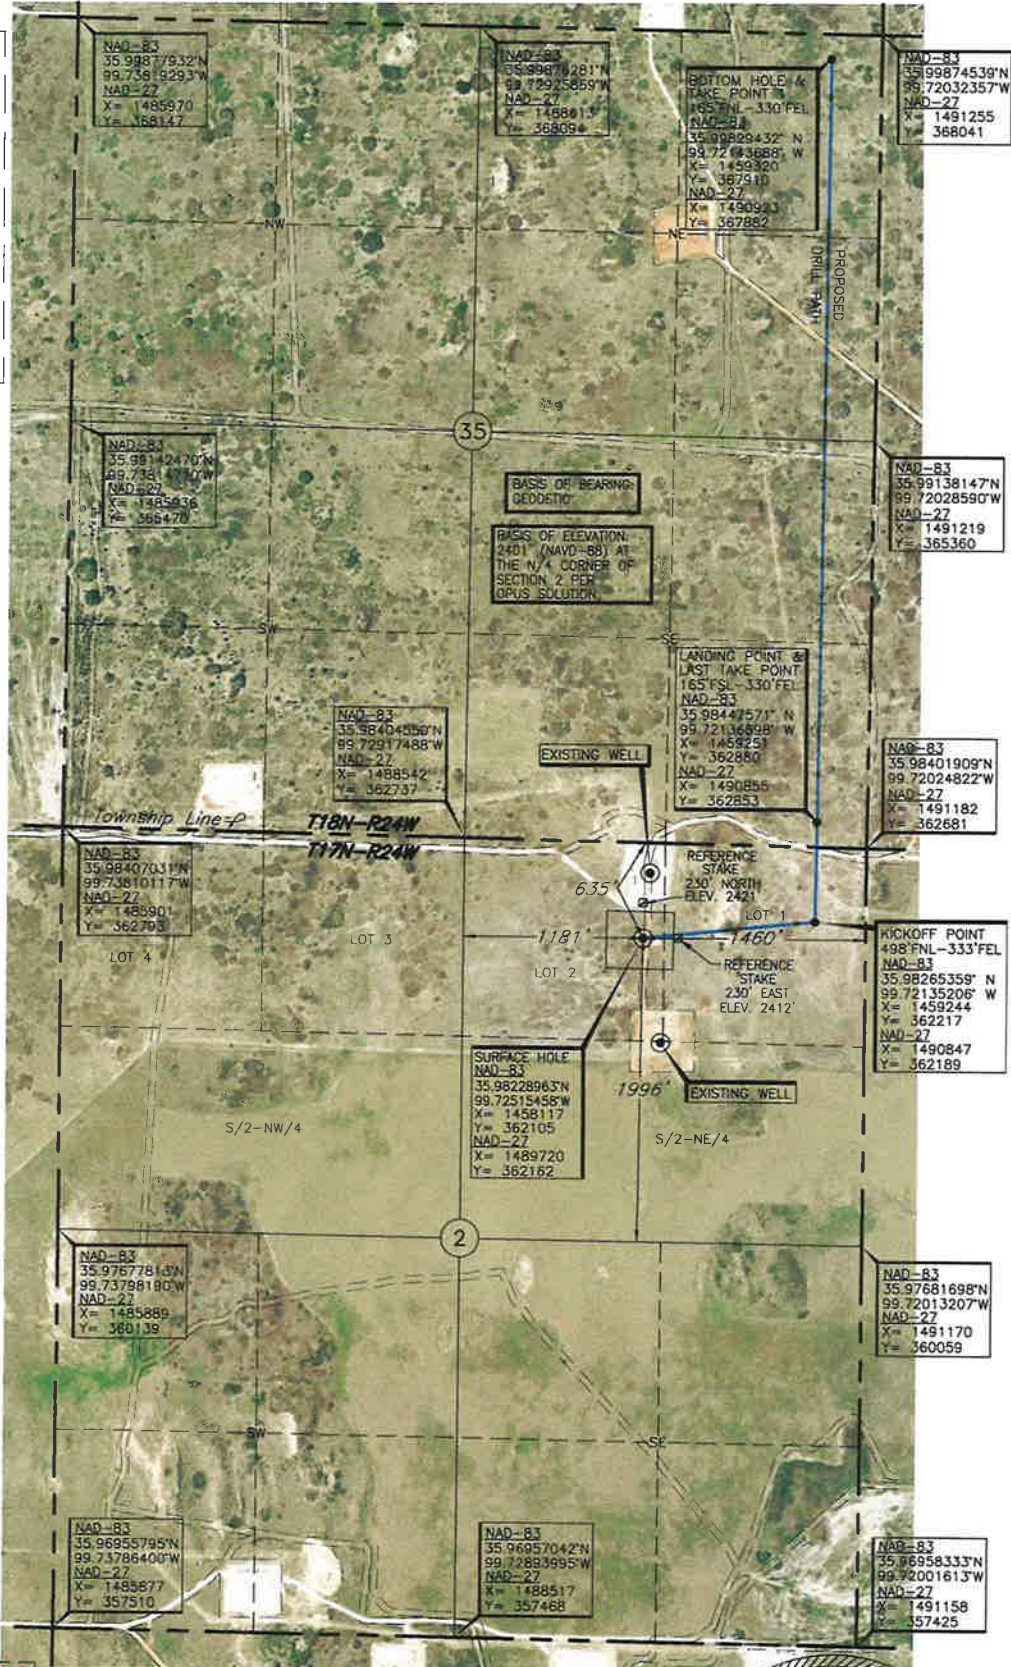 NAD-83
35.99877932°N
99.73819293°W
NAD-27
X= 1485970
Y= 368147
NAD-83
35.99876281°N
99.72925859°W
NAD-27
X= 1488613
Y= 368094
BOTTOM HOLE &
TAKE POINT
165'FNL-330'FEL
NAD-83
35.99829432° N
99.72143688° W
X= 1459320
Y= 367910
NAD-27
X= 1490923
Y= 367882
NAD-83
35.99874539°N
99.72032357°W
NAD-27
X= 1491255
Y= 368041
NW
NE
PROPOSED
DRILL PATH
35
NAD-83
35.99142470°N
99.73814770°W
NAD-27
X= 1485936
Y= 365470
BASIS OF BEARING:
GEODETIC
BASIS OF ELEVATION:
2401' (NAVD-88) AT
THE N/4 CORNER OF
SECTION 2 PER
OPUS SOLUTION
NAD-83
35.99138147°N
99.72028590°W
NAD-27
X= 1491219
Y= 365360
SW
SE
LANDING POINT &
LAST TAKE POINT
165'FSL-330'FEL
NAD-83
35.98447571° N
99.72136598° W
X= 1459251
Y= 362880
NAD-27
X= 1490855
Y= 362853
NAD-83
35.98404550°N
99.72917488°W
NAD-27
X= 1488542
Y= 362737
EXISTING WELL
NAD-83
35.98401909°N
99.72024822°W
NAD-27
X= 1491182
Y= 362681
Township Line
T18N-R24W
T17N-R24W
NAD-83
35.98407031°N
99.73810117°W
NAD-27
X= 1485901
Y= 362793
635'
REFERENCE
STAKE
230' NORTH
ELEV. 2421'
LOT 1
LOT 3
LOT 4
1181'
1460'
LOT 2
REFERENCE
STAKE
230' EAST
ELEV. 2412'
KICKOFF POINT
498'FNL-333'FEL
NAD-83
35.98265359° N
99.72135206° W
X= 1459244
Y= 362217
NAD-27
X= 1490847
Y= 362189
SURFACE HOLE
NAD-83
35.98228963°N
99.72515458°W
X= 1458117
Y= 362105
NAD-27
X= 1489720
Y= 362162
1996'
EXISTING WELL
S/2-NW/4
S/2-NE/4
2
NAD-83
35.97677813°N
99.73798190°W
NAD-27
X= 1485889
Y= 360139
NAD-83
35.97681698°N
99.72013207°W
NAD-27
X= 1491170
Y= 360059
SW
SE
NAD-83
35.96955795°N
99.73786400°W
NAD-27
X= 1485877
Y= 357510
NAD-83
35.96957042°N
99.72893995°W
NAD-27
X= 1488517
Y= 357468
NAD-83
35.96958333°N
99.72001613°W
NAD-27
X= 1491158
Y= 357425